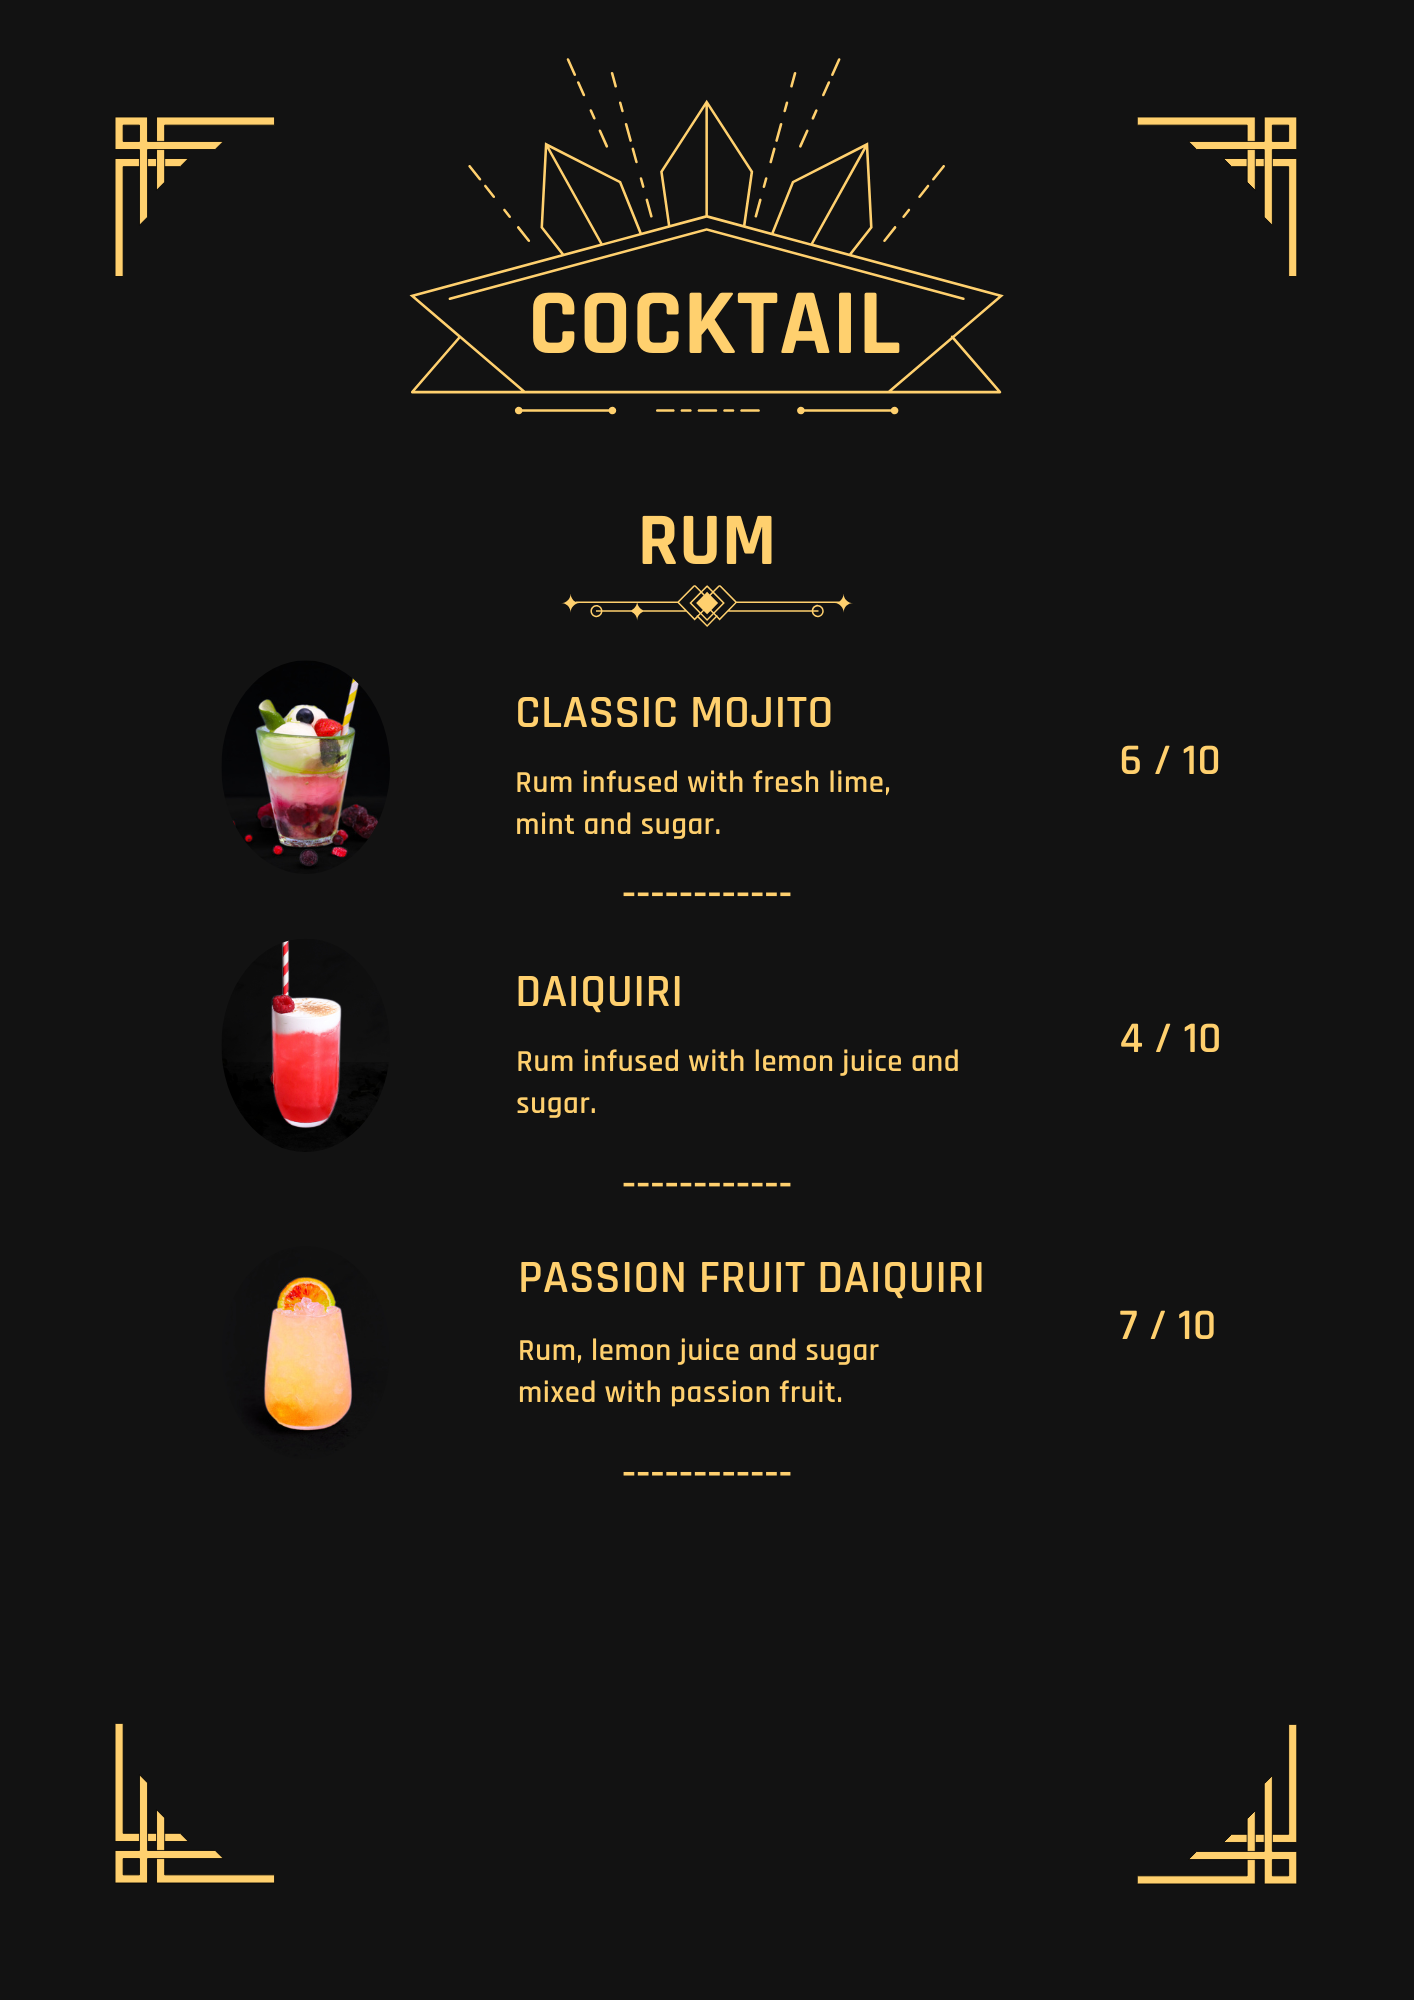 COCKTAIL
RUM
CLASSIC MOJITO
Rum infused with fresh lime,
mint and sugar.
6 / 10
DAIQUIRI
Rum infused with lemon juice and
sugar.
4 / 10
PASSION FRUIT DAIQUIRI
Rum, lemon juice and sugar
mixed with passion fruit.
7 / 10